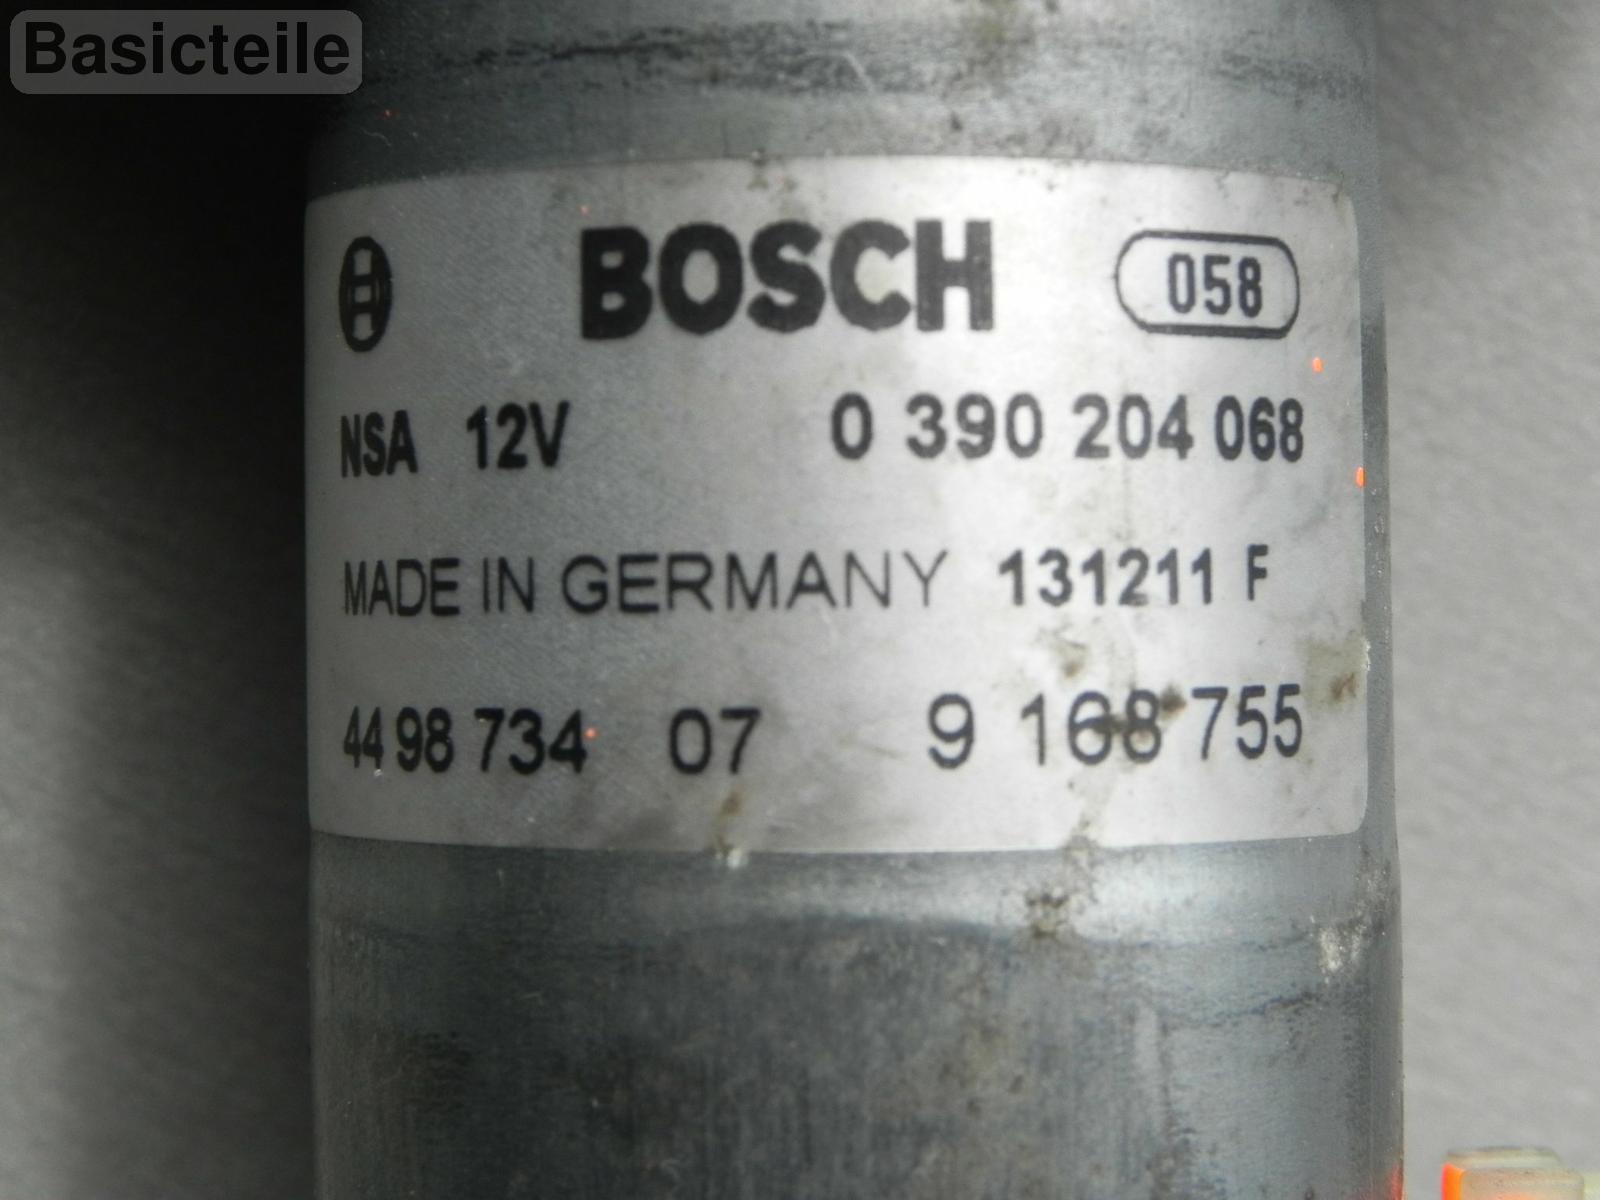 Basicteile
BOSCH 058
NSA 12V 0 390 204 068
MADE IN GERMANY 131211 F
44 98 734 07 9 168 755